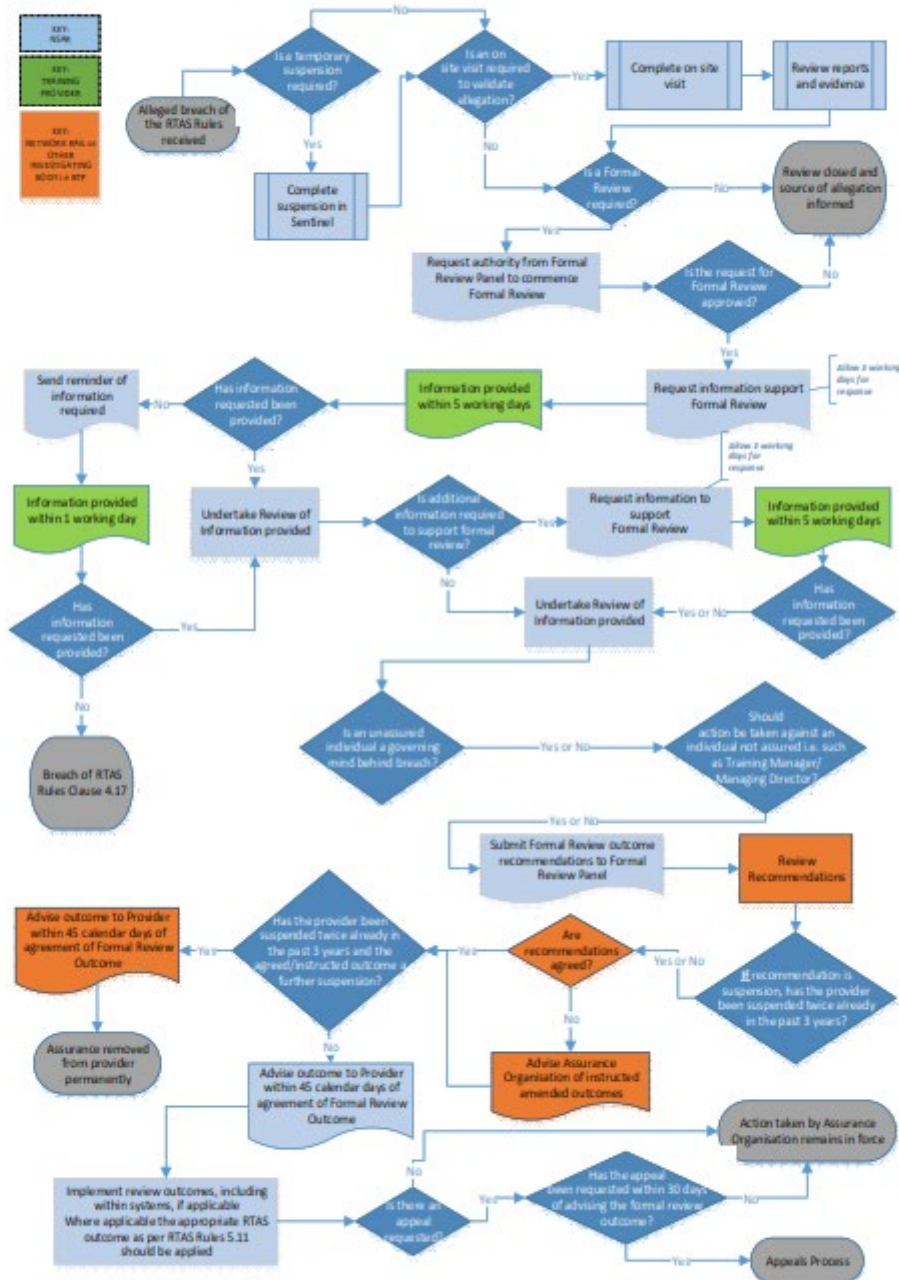 KEY:
NSAR
KEY:
TRAINING
PROVIDER
KEY:
NETWORK RAIL or
OTHER
INVESTIGATING
BODY i.e BTP
Alleged breach of
the RTAS Rules
received
Is a temporary
suspension
required?
No
Yes
Complete
suspension in
Sentinel
Is an on
site visit required
to validate
allegation?
Yes
No
Complete on site
visit
Review reports
and evidence
Is a Formal
Review
required?
No
Yes
Review closed and
source of allegation
informed
Request authority from Formal
Review Panel to commence
Formal Review
Is the request for
Formal Review
approved?
No
Yes
Request information support
Formal Review
Allow 3 working
days for
response
Information provided
within 5 working days
Has information
requested been
provided?
No
Yes
Send reminder of
information
required
Information provided
within 1 working day
Has
information
requested been
provided?
Yes
No
Breach of RTAS
Rules Clause 4.17
Undertake Review of
Information provided
Is additional
information required
to support formal
review?
Yes
No
Request information to
support
Formal Review
Allow 3 working
days for
response
Information provided
within 5 working days
Has
information
requested been
provided?
Yes or No
Undertake Review of
Information provided
Is an unassured
individual a governing
mind behind breach?
Yes or No
Should
action be taken against an
individual not assured i.e. such
as Training Manager/
Managing Director?
Yes or No
Submit Formal Review outcome
recommendations to Formal
Review Panel
Review
Recommendations
If recommendation is
suspension, has the provider
been suspended twice already
in the past 3 years?
Yes or No
Are
recommendations
agreed?
Yes
No
Advise Assurance
Organisation of instructed
amended outcomes
Has the provider been
suspended twice already in
the past 3 years and the
agreed/instructed outcome a
further suspension?
Yes
No
Advise outcome to Provider
within 45 calendar days of
agreement of Formal Review
Outcome
Assurance removed
from provider
permanently
Advise outcome to Provider
within 45 calendar days of
agreement of Formal Review
Outcome
Implement review outcomes, including
within systems, if applicable
Where applicable the appropriate RTAS
outcome as per RTAS Rules 5.11
should be applied
Is there an
appeal
requested?
No
Yes
Has the appeal
been requested within 30 days
of advising the formal review
outcome?
No
Yes
Action taken by Assurance
Organisation remains in force
Appeals Process